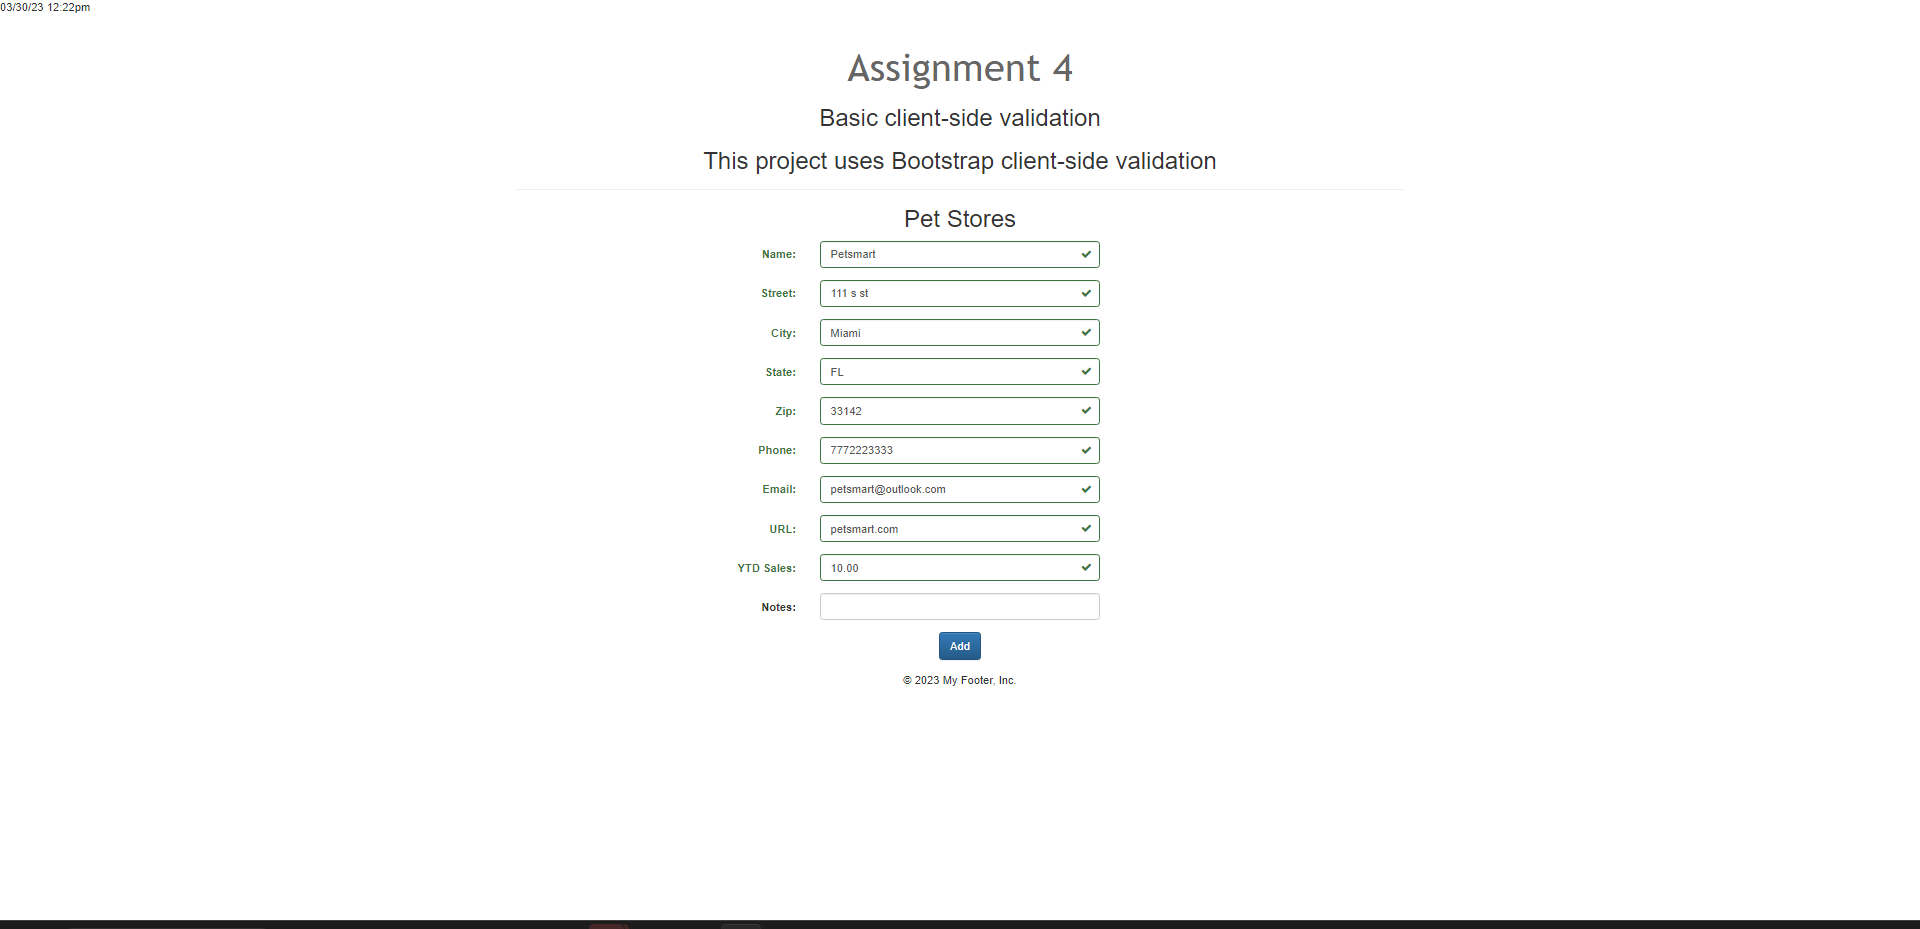 03/30/23 12:22pm
Assignment 4
Basic client-side validation
This project uses Bootstrap client-side validation
Pet Stores
Name: Petsmart
Street: 111 s st
City: Miami
State: FL
Zip: 33142
Phone: 7772223333
Email: petsmart@outlook.com
URL: petsmart.com
YTD Sales: 10.00
Notes:
Add
© 2023 My Footer, Inc.